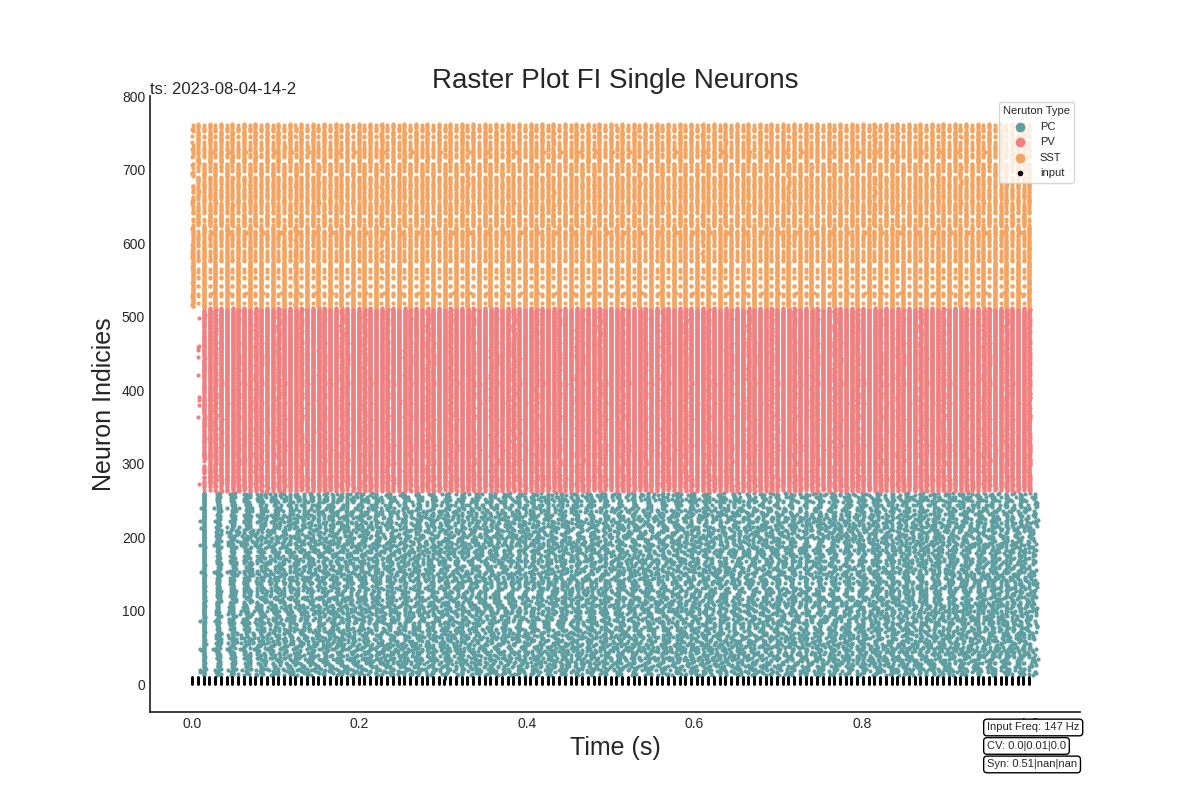 Raster Plot FI Single Neurons
ts: 2023-08-04-14-2
Neruton Type
PC
PV
SST
input
Neuron Indicies
800
700
600
500
400
300
200
100
0
0.0 0.2 0.4 0.6 0.8
Time (s)
Input Freq: 147 Hz
CV: 0.0|0.01|0.0
Syn: 0.51|nan|nan